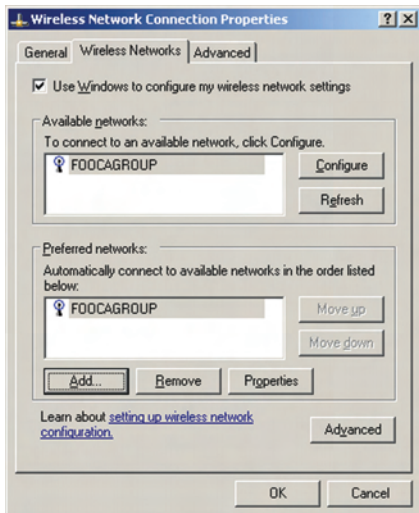 Wireless Network Connection Properties
General Wireless Networks Advanced
Use Windows to configure my wireless network settings
Available networks:
To connect to an available network, click Configure.
FOOCAGROUP
Configure
Refresh
Preferred networks:
Automatically connect to available networks in the order listed
below:
FOOCAGROUP
Move up
Move down
Add... Remove Properties
Learn about setting up wireless network
configuration.
Advanced
OK Cancel